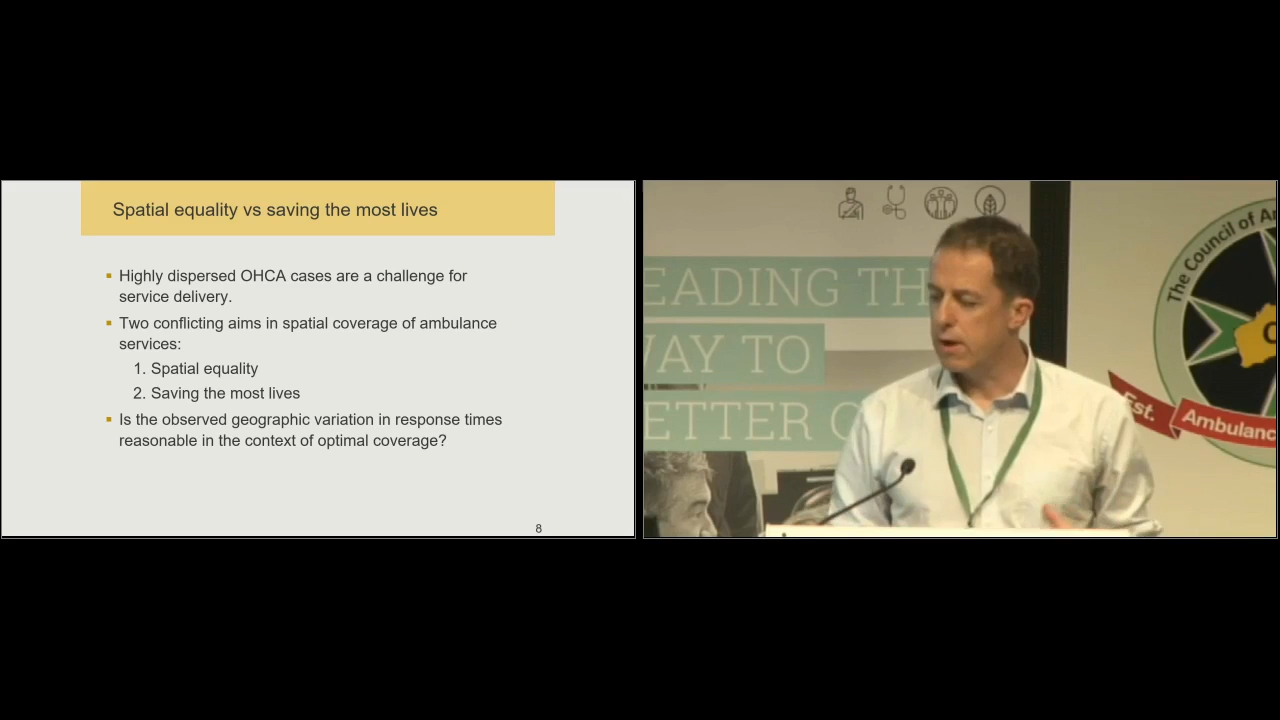 Spatial equality vs saving the most lives
▪ Highly dispersed OHCA cases are a challenge for
service delivery.
▪ Two conflicting aims in spatial coverage of ambulance
services:
1. Spatial equality
2. Saving the most lives
▪ Is the observed geographic variation in response times
reasonable in the context of optimal coverage?
8
EADING TH
AY TO
ETTER
The Council of A
Est.
Ambulanc